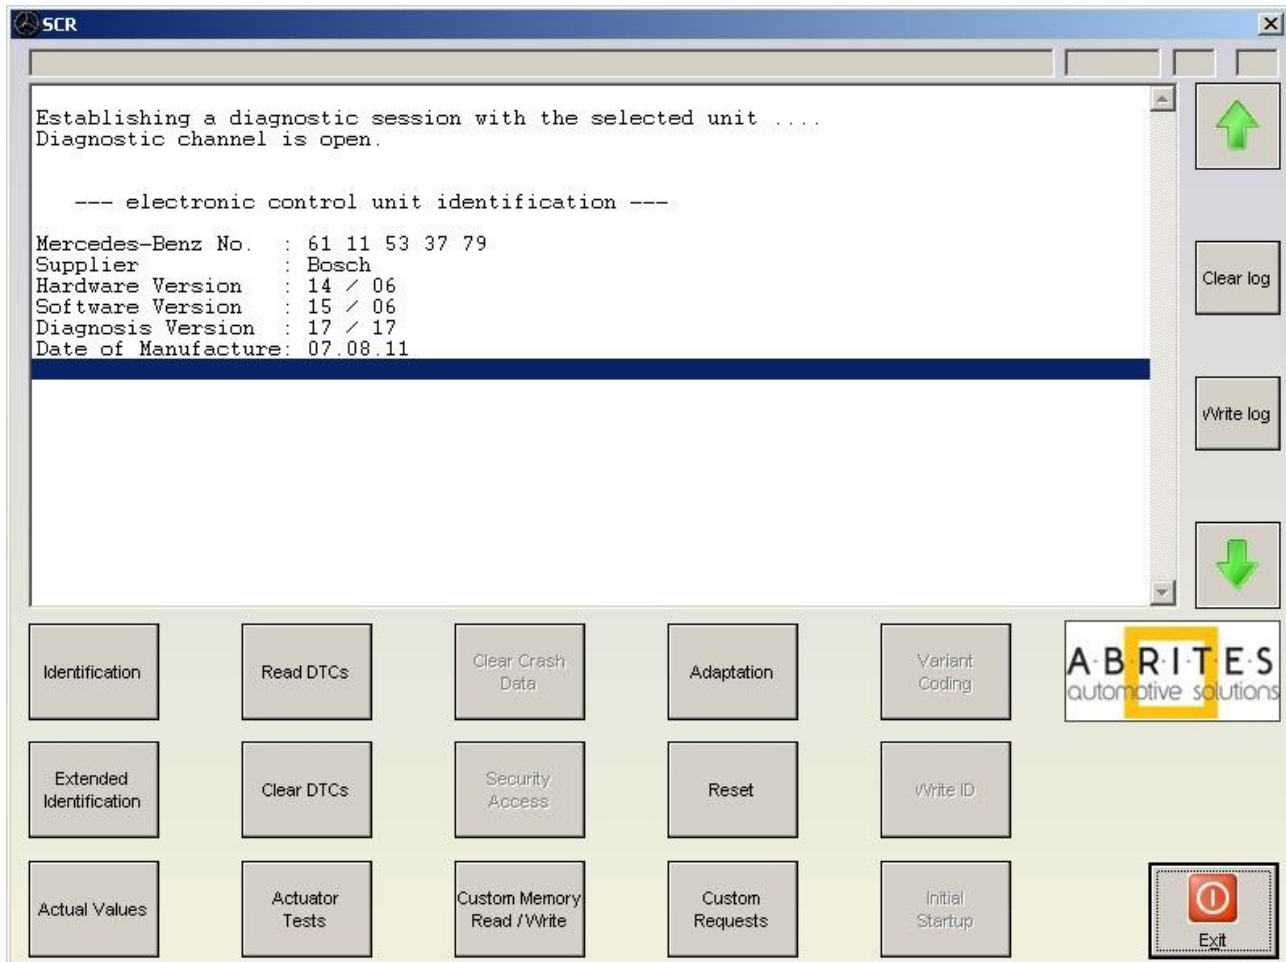 SCR
Establishing a diagnostic session with the selected unit ....
Diagnostic channel is open.
--- electronic control unit identification ---
Mercedes-Benz No. : 61 11 53 37 79
Supplier : Bosch
Hardware Version : 14 / 06
Software Version : 15 / 06
Diagnosis Version : 17 / 17
Date of Manufacture: 07.08.11
Clear log
Write log
Identification
Read DTCs
Clear Crash
Data
Adaptation
Variant
Coding
A·B·R·I·T·E·S
automotive solutions
Extended
Identification
Clear DTCs
Security
Access
Reset
Write ID
Actual Values
Actuator
Tests
Custom Memory
Read / Write
Custom
Requests
Initial
Startup
Exit